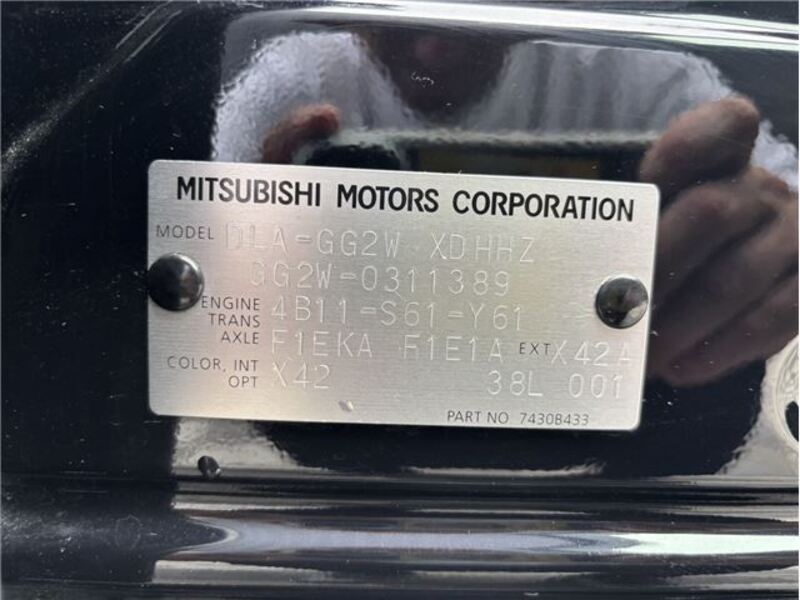 MITSUBISHI MOTORS CORPORATION
MODEL DLA-GG2W XDHHZ
GG2W-0311389
ENGINE 4B11-S61-Y61
TRANS AXLE F1EKA F1E1A EXT X42A
COLOR, INT OPT X42 38L 001
PART NO 7430B433